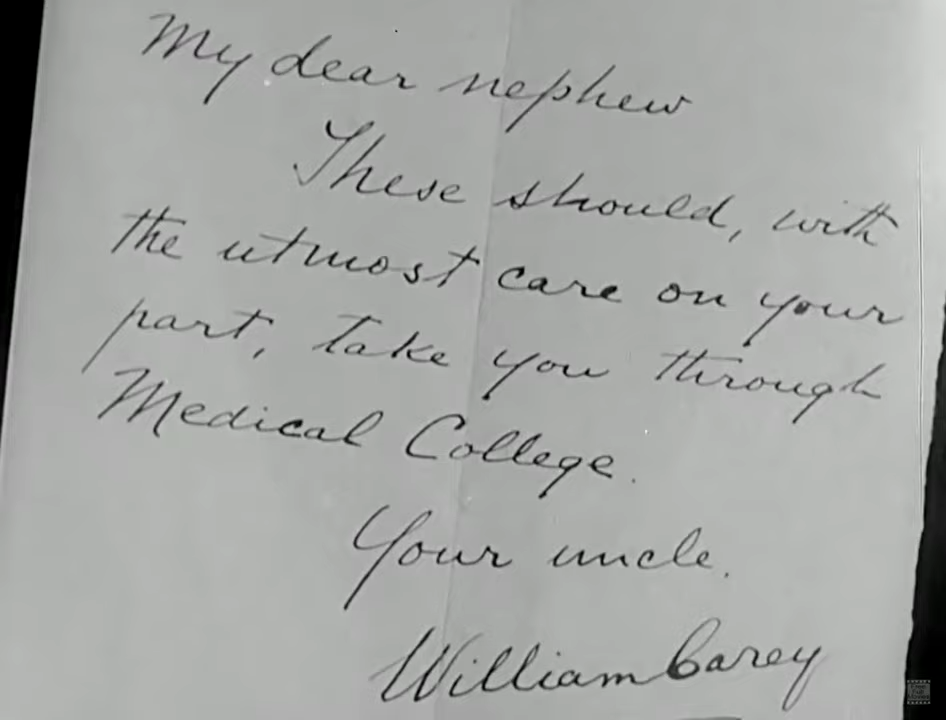 My dear nephew
These should, with
the utmost care on your
part, take you through
Medical College.
Your uncle.
William Carey